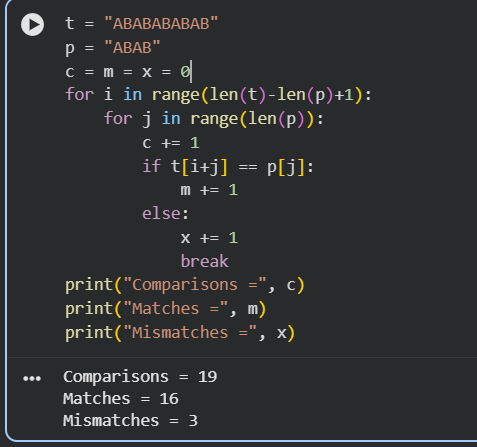 t = "ABABABABAB"
p = "ABAB"
c = m = x = 0
for i in range(len(t)-len(p)+1):
    for j in range(len(p)):
        c += 1
        if t[i+j] == p[j]:
            m += 1
        else:
            x += 1
            break
print("Comparisons =", c)
print("Matches =", m)
print("Mismatches =", x)
Comparisons = 19
Matches = 16
Mismatches = 3